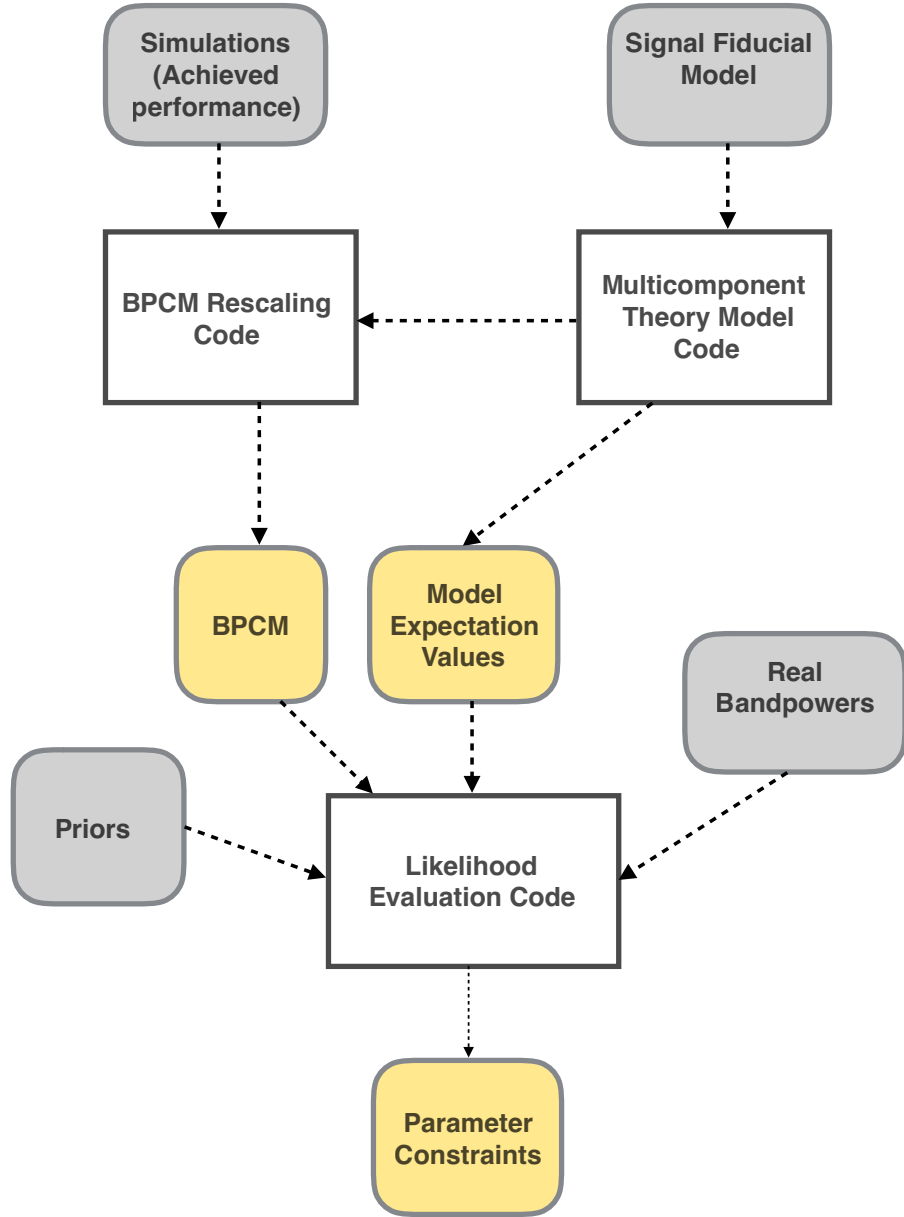 Simulations
(Achieved
performance)
Signal Fiducial
Model
BPCM Rescaling
Code
Multicomponent
Theory Model
Code
BPCM
Model
Expectation
Values
Real
Bandpowers
Priors
Likelihood
Evaluation Code
Parameter
Constraints